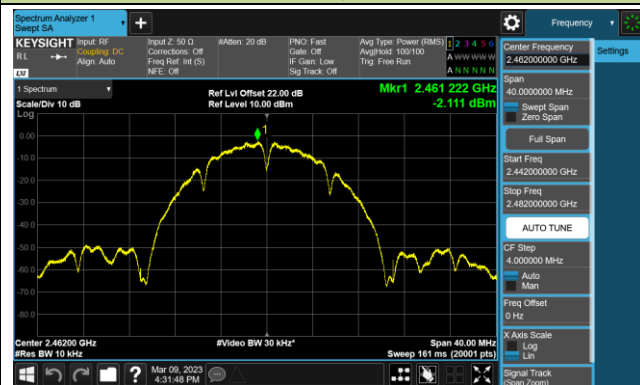 Spectrum Analyzer 1
Swept SA
+
Frequency
KEYSIGHT
RL
LXI
Input: RF
Coupling: DC
Align: Auto
Input Z: 50 Ω
Corrections: Off
Freq Ref: Int (S)
NFE: Off
#Atten: 20 dB
PNO: Fast
Gate: Off
IF Gain: Low
Sig Track: Off
Avg Type: Power (RMS)
Avg|Hold: 100/100
Trig: Free Run
1 2 3 4 5 6
A W W W W W
A N N N N N
1 Spectrum
Scale/Div 10 dB
Log
Ref Lvl Offset 22.00 dB
Ref Level 10.00 dBm
Mkr1 2.461 222 GHz
-2.111 dBm
1
0.00
-10.0
-20.0
-30.0
-40.0
-50.0
-60.0
-70.0
-80.0
Center 2.46200 GHz
#Res BW 10 kHz
#Video BW 30 kHz*
Span 40.00 MHz
Sweep 161 ms (20001 pts)
Center Frequency
2.462000000 GHz
Span
40.0000000 MHz
Swept Span
Zero Span
Full Span
Start Freq
2.442000000 GHz
Stop Freq
2.482000000 GHz
AUTO TUNE
CF Step
4.000000 MHz
Auto
Man
Freq Offset
0 Hz
X Axis Scale
Log
Lin
Signal Track
(Span Zoom)
Settings
?
Mar 09, 2023
4:31:48 PM